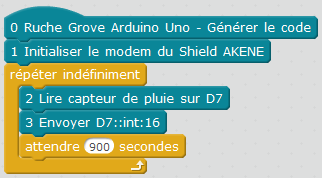 0 Ruche Grove Arduino Uno - Générer le code
1 Initialiser le modem du Shield AKENE
répéter indéfiniment
2 Lire capteur de pluie sur D7
3 Envoyer D7::int:16
attendre 900 secondes